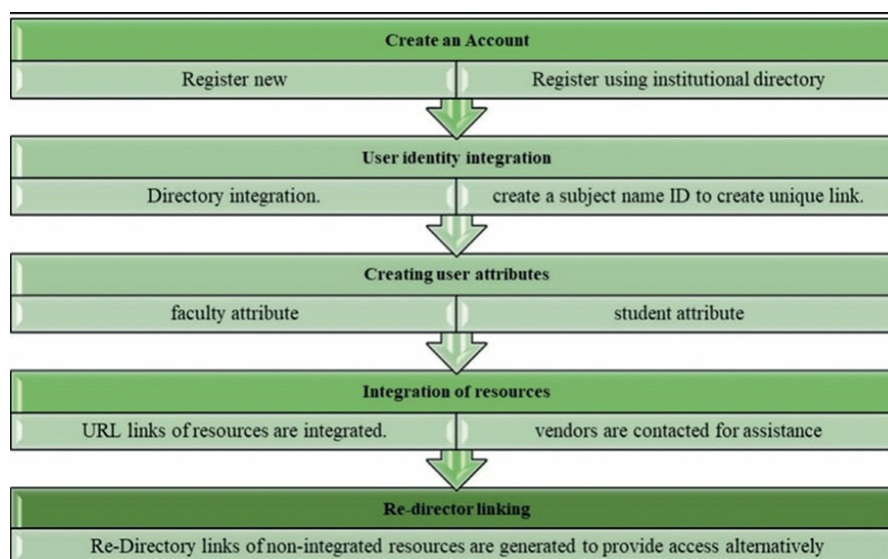 Create an Account
Register new
Register using institutional directory
User identity integration
Directory integration.
create a subject name ID to create unique link.
Creating user attributes
faculty attribute
student attribute
Integration of resources
URL links of resources are integrated.
vendors are contacted for assistance
Re-director linking
Re-Directory links of non-integrated resources are generated to provide access alternatively